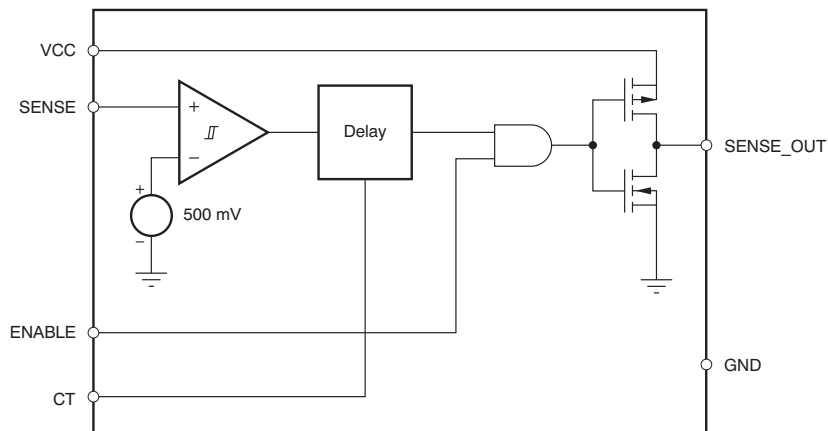 VCC
SENSE
+
−
Delay
SENSE_OUT
+
500 mV
−
ENABLE
GND
CT